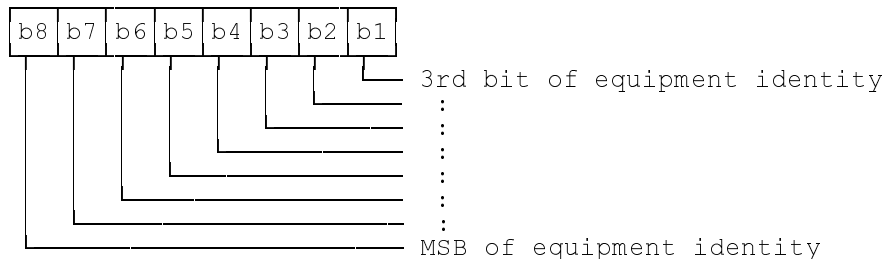 b8 b7 b6 b5 b4 b3 b2 b1
3rd bit of equipment identity
:
:
:
:
:
:
MSB of equipment identity